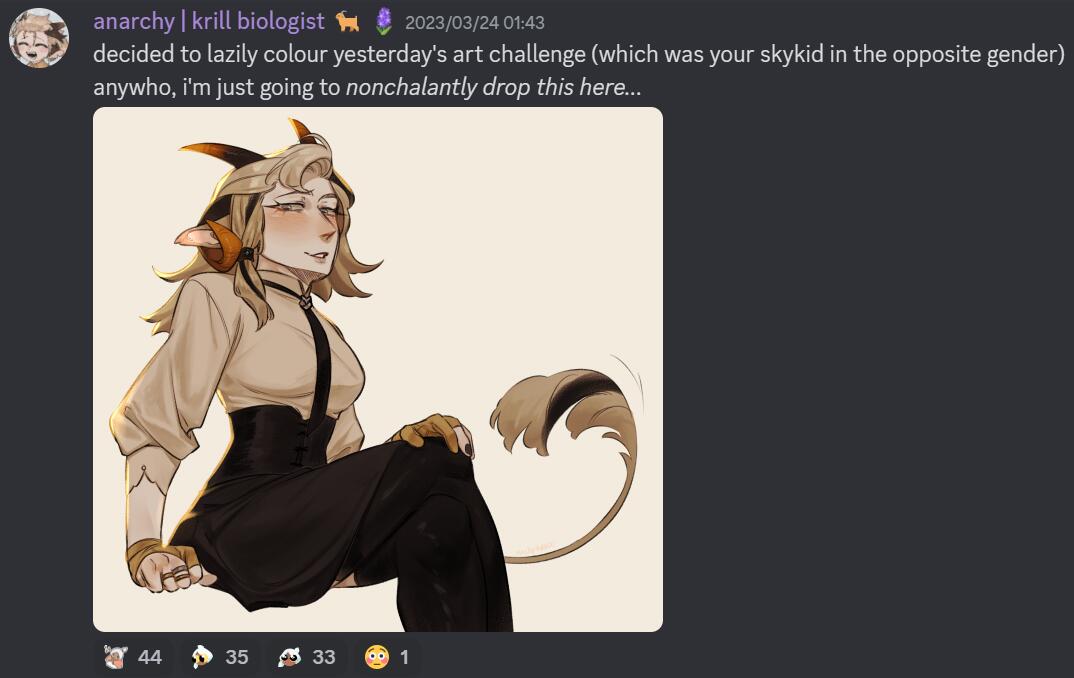 anarchy | krill biologist 🐈 🪻 2023/03/24 01:43
decided to lazily colour yesterday's art challenge (which was your skykid in the opposite gender)
anywho, i'm just going to nonchalantly drop this here...
44 35 33 1